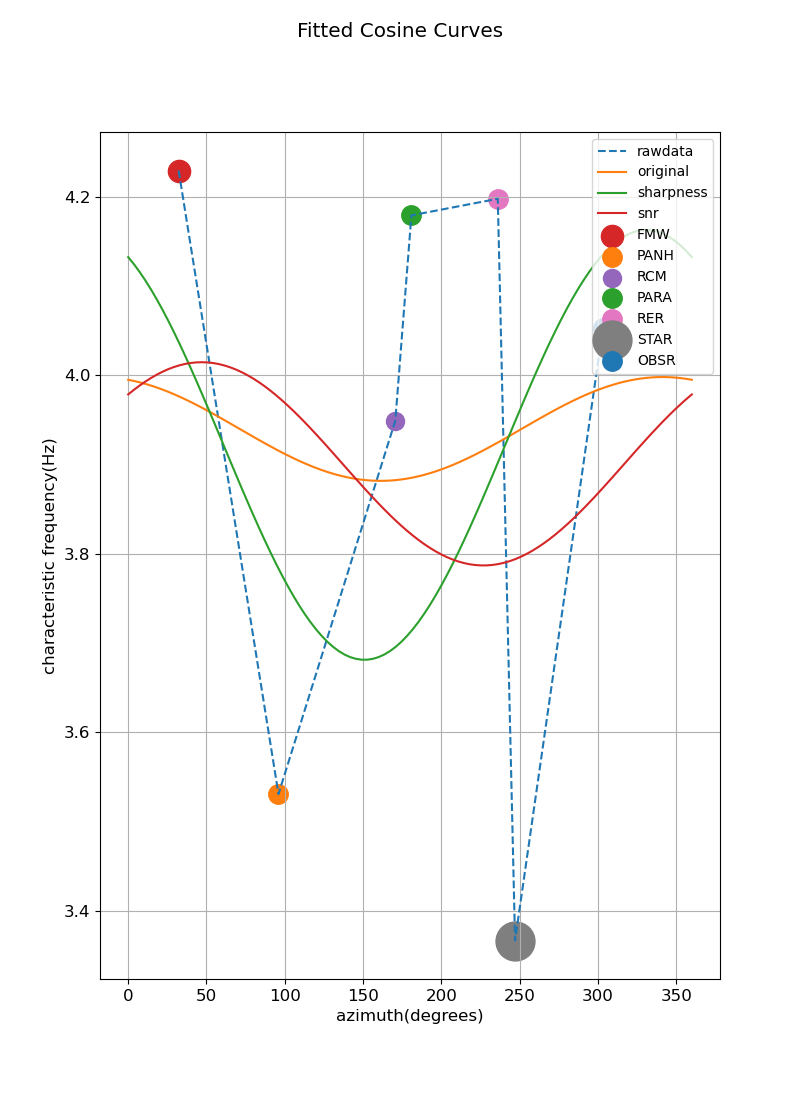 Fitted Cosine Curves
rawdata
original
sharpness
snr
FMW
PANH
RCM
PARA
RER
STAR
OBSR
4.2
4.0
3.8
3.6
3.4
characteristic frequency(Hz)
0 50 100 150 200 250 300 350
azimuth(degrees)